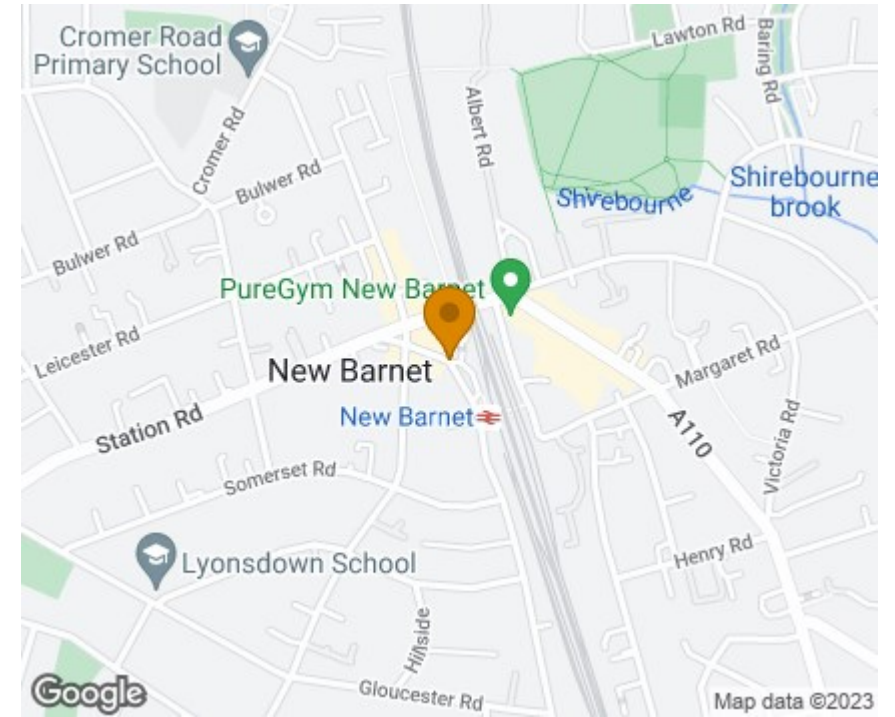 Cromer Road
Primary School
Lawton Rd
Baring Rd
Albert Rd
Cromer Rd
Bulwer Rd
Shirebourne
Shirebourne
brook
Bulwer Rd
PureGym New Barnet
Leicester Rd
New Barnet
Margaret Rd
New Barnet
Station Rd
A110
Victoria Rd
Somerset Rd
Henry Rd
Lyonsdown School
Hillside
Gloucester Rd
Google
Map data ©2023